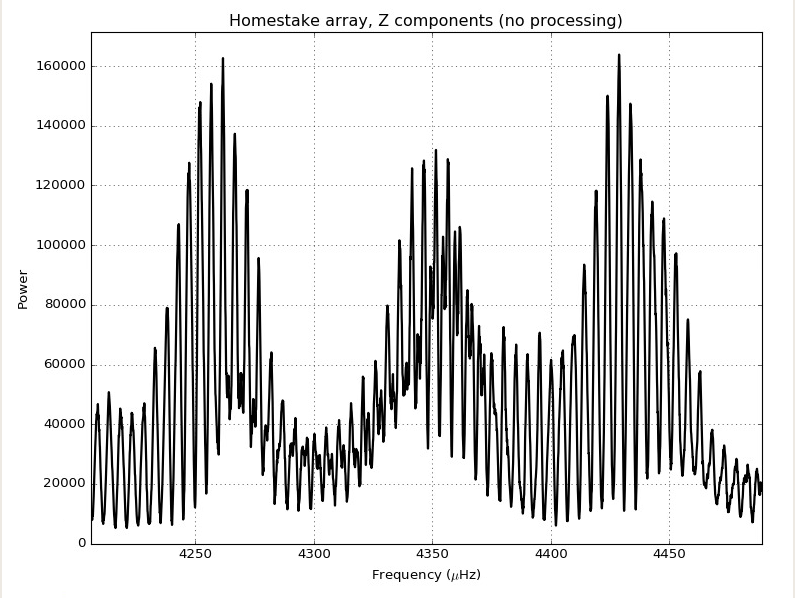 Homestake array, Z components (no processing)
160000
140000
120000
100000
80000
60000
40000
20000
0
Power
4250 4300 4350 4400 4450
Frequency (μHz)